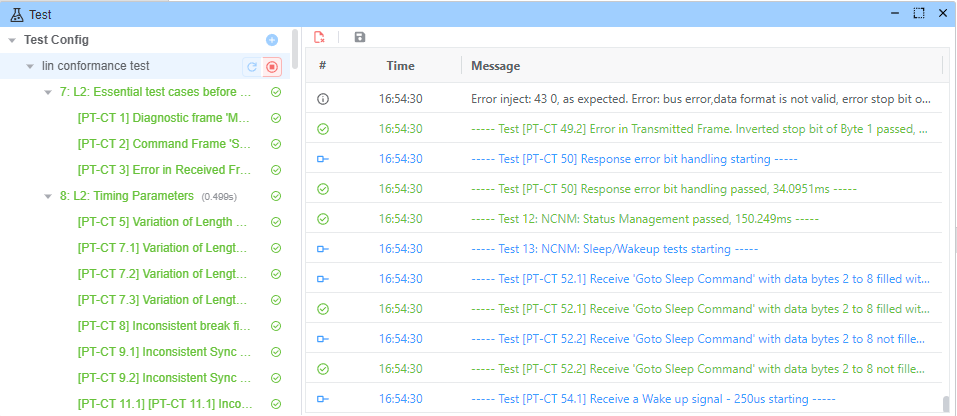 Test
Test Config
lin conformance test
7: L2: Essential test cases before ...
[PT-CT 1] Diagnostic frame 'M...
[PT-CT 2] Command Frame 'S...
[PT-CT 3] Error in Received Fr...
8: L2: Timing Parameters (0.499s)
[PT-CT 5] Variation of Length ...
[PT-CT 7.1] Variation of Lengt...
[PT-CT 7.2] Variation of Lengt...
[PT-CT 7.3] Variation of Lengt...
[PT-CT 8] Inconsistent break fi...
[PT-CT 9.1] Inconsistent Sync ...
[PT-CT 9.2] Inconsistent Sync ...
[PT-CT 11.1] [PT-CT 11.1] Inco...
# Time Message
16:54:30 Error inject: 43 0, as expected. Error: bus error,data format is not valid, error stop bit o...
16:54:30 ----- Test [PT-CT 49.2] Error in Transmitted Frame. Inverted stop bit of Byte 1 passed, ...
16:54:30 ----- Test [PT-CT 50] Response error bit handling starting -----
16:54:30 ----- Test [PT-CT 50] Response error bit handling passed, 34.0951ms -----
16:54:30 ----- Test 12: NCNM: Status Management passed, 150.249ms -----
16:54:30 ----- Test 13: NCNM: Sleep/Wakeup tests starting -----
16:54:30 ----- Test [PT-CT 52.1] Receive 'Goto Sleep Command' with data bytes 2 to 8 filled wit...
16:54:30 ----- Test [PT-CT 52.1] Receive 'Goto Sleep Command' with data bytes 2 to 8 filled wit...
16:54:30 ----- Test [PT-CT 52.2] Receive 'Goto Sleep Command' with data bytes 2 to 8 not fille...
16:54:30 ----- Test [PT-CT 52.2] Receive 'Goto Sleep Command' with data bytes 2 to 8 not fille...
16:54:30 ----- Test [PT-CT 54.1] Receive a Wake up signal - 250us starting -----